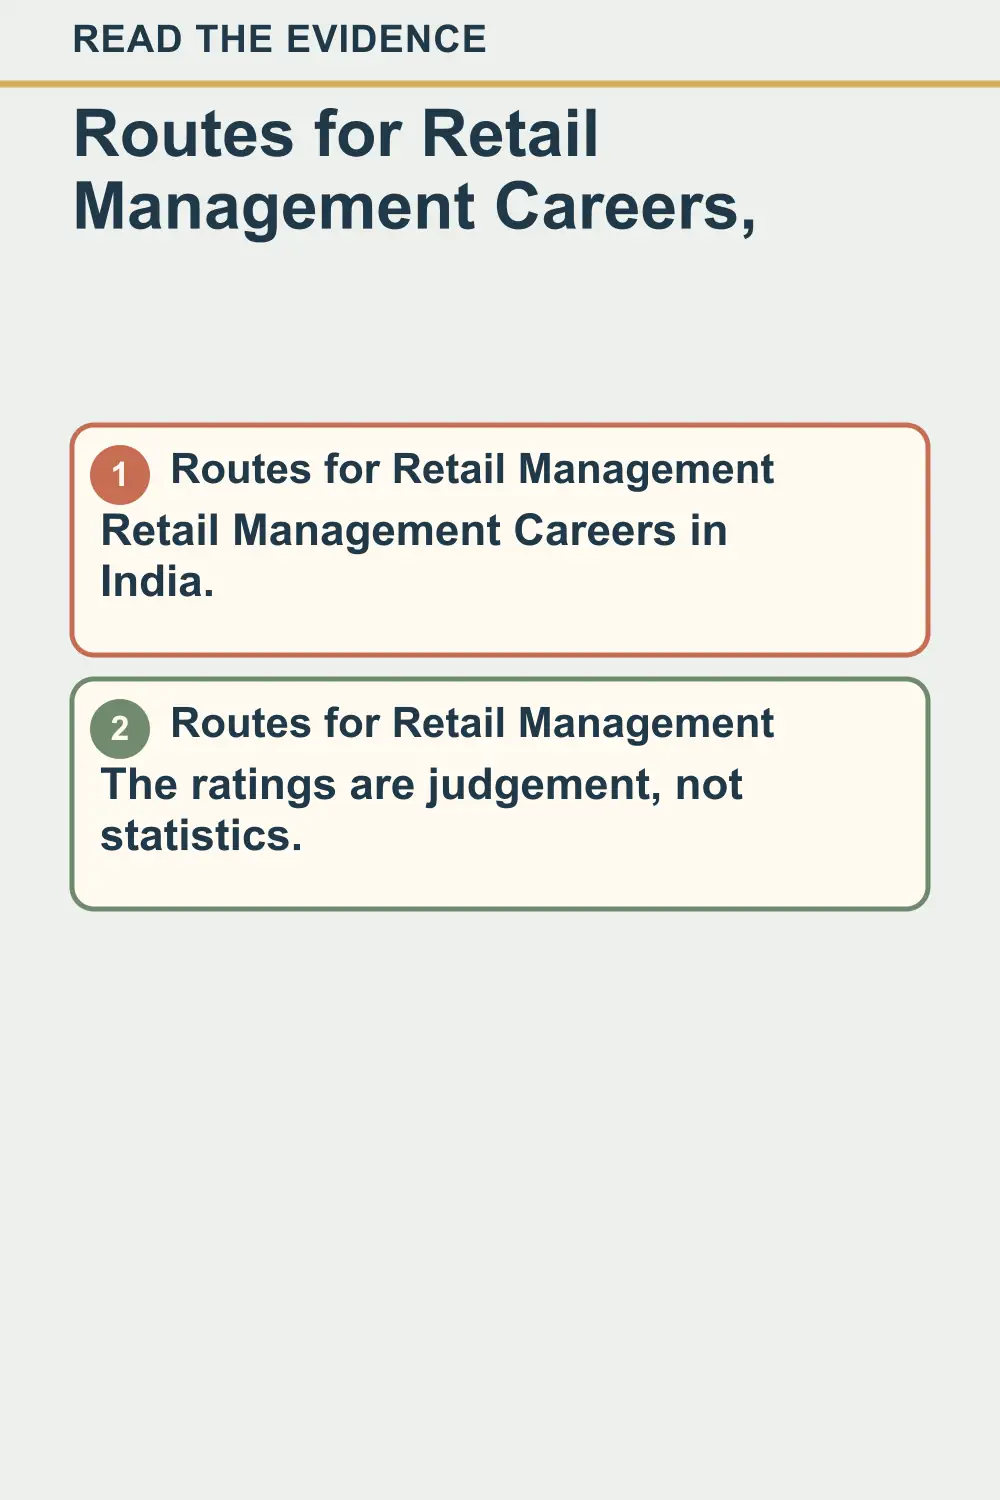 READ THE EVIDENCE
Routes for Retail
Management Careers,
1 Routes for Retail Management
Retail Management Careers in
India.
2 Routes for Retail Management
The ratings are judgement, not
statistics.